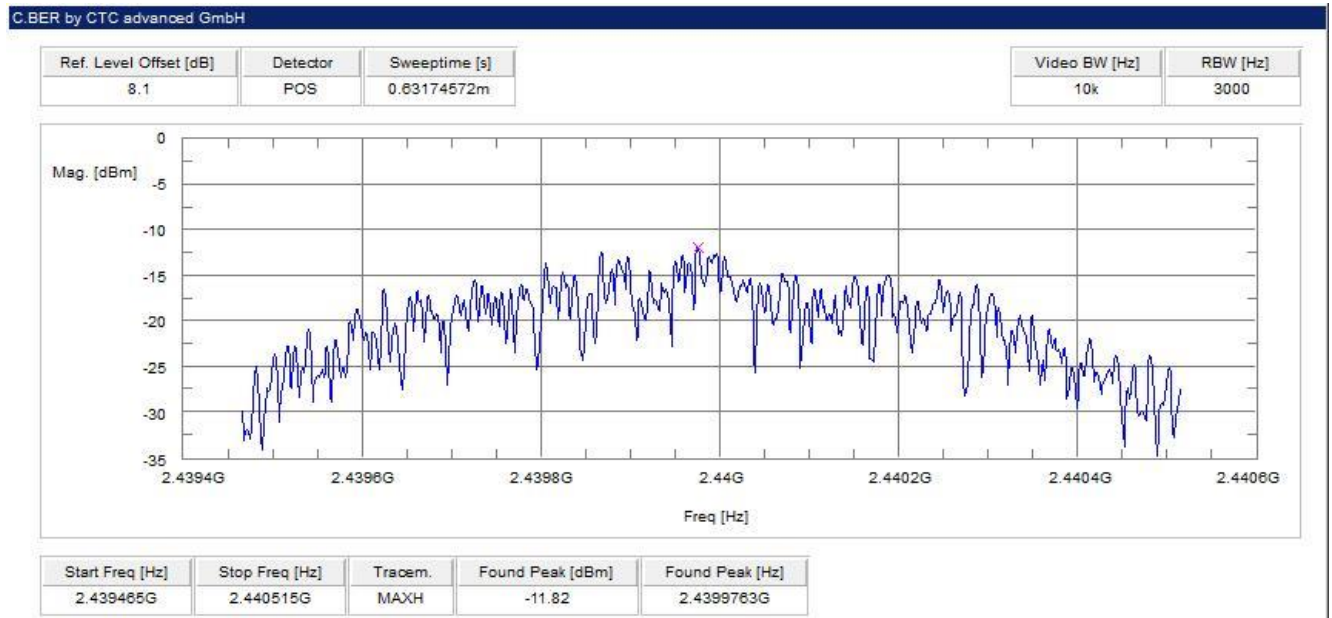 C.BER by CTC advanced GmbH
Ref. Level Offset [dB] Detector Sweeptime [s] Video BW [Hz] RBW [Hz]
8.1 POS 0.63174572m 10k 3000
0
Mag. [dBm]
-5
-10
-15
-20
-25
-30
-35
2.4394G 2.4396G 2.4398G 2.44G 2.4402G 2.4404G 2.4406G
Freq [Hz]
Start Freq [Hz] Stop Freq [Hz] Tracem. Found Peak [dBm] Found Peak [Hz]
2.439465G 2.440515G MAXH -11.82 2.4399763G